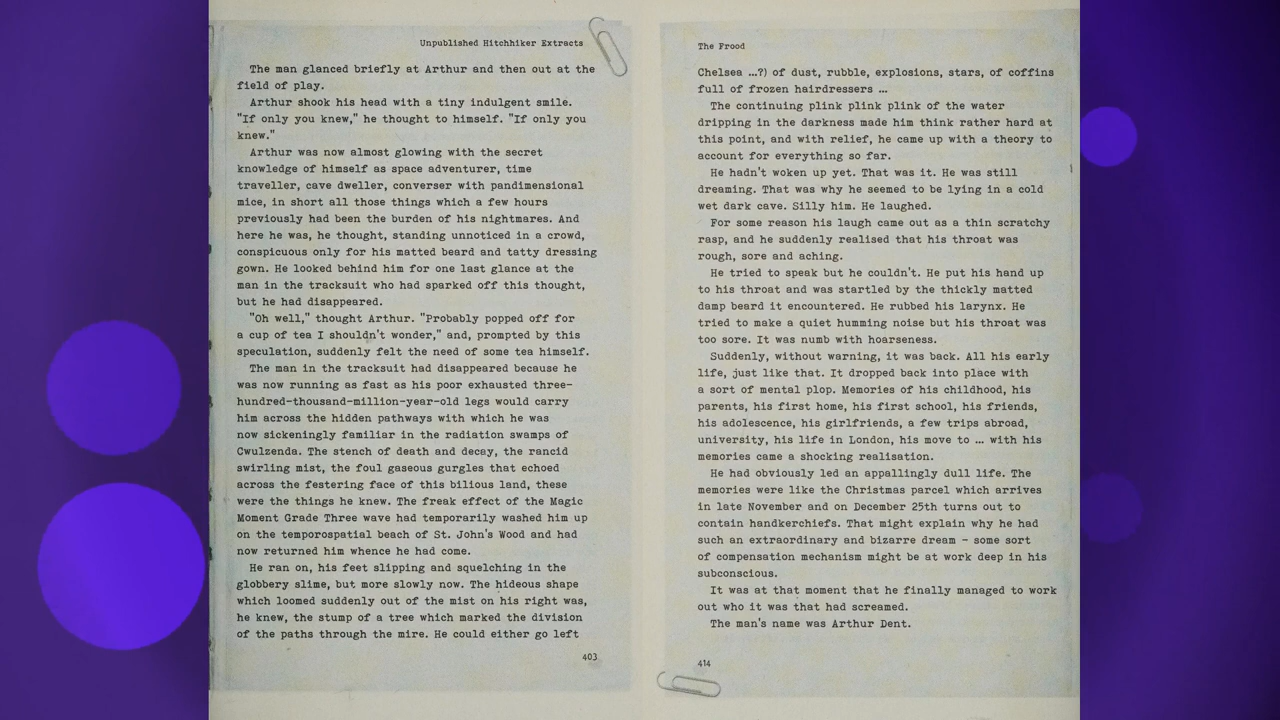 Unpublished Hitchhiker Extracts
The man glanced briefly at Arthur and then out at the
field of play.
Arthur shook his head with a tiny indulgent smile.
"If only you knew," he thought to himself. "If only you
knew."
Arthur was now almost glowing with the secret
knowledge of himself as space adventurer, time
traveller, cave dweller, converser with pandimensional
mice, in short all those things which a few hours
previously had been the burden of his nightmares. And
here he was, he thought, standing unnoticed in a crowd,
conspicuous only for his matted beard and tatty dressing
gown. He looked behind him for one last glance at the
man in the tracksuit who had sparked off this thought,
but he had disappeared.
"Oh well," thought Arthur. "Probably popped off for
a cup of tea I shouldn't wonder," and, prompted by this
speculation, suddenly felt the need of some tea himself.
The man in the tracksuit had disappeared because he
was now running as fast as his poor exhausted three-
hundred-thousand-million-year-old legs would carry
him across the hidden pathways with which he was
now sickeningly familiar in the radiation swamps of
Cwulzenda. The stench of death and decay, the rancid
swirling mist, the foul gaseous gurgles that echoed
across the festering face of this bilious land, these
were the things he knew. The freak effect of the Magic
Moment Grade Three wave had temporarily washed him up
on the temporospatial beach of St. John's Wood and had
now returned him whence he had come.
He ran on, his feet slipping and squelching in the
globbery slime, but more slowly now. The hideous shape
which loomed suddenly out of the mist on his right was,
he knew, the stump of a tree which marked the division
of the paths through the mire. He could either go left
403
The Frood
Chelsea ...?) of dust, rubble, explosions, stars, of coffins
full of frozen hairdressers ...
The continuing plink plink plink of the water
dripping in the darkness made him think rather hard at
this point, and with relief, he came up with a theory to
account for everything so far.
He hadn't woken up yet. That was it. He was still
dreaming. That was why he seemed to be lying in a cold
wet dark cave. Silly him. He laughed.
For some reason his laugh came out as a thin scratchy
rasp, and he suddenly realised that his throat was
rough, sore and aching.
He tried to speak but he couldn't. He put his hand up
to his throat and was startled by the thickly matted
damp beard it encountered. He rubbed his larynx. He
tried to make a quiet humming noise but his throat was
too sore. It was numb with hoarseness.
Suddenly, without warning, it was back. All his early
life, just like that. It dropped back into place with
a sort of mental plop. Memories of his childhood, his
parents, his first home, his first school, his friends,
his adolescence, his girlfriends, a few trips abroad,
university, his life in London, his move to ... with his
memories came a shocking realisation.
He had obviously led an appallingly dull life. The
memories were like the Christmas parcel which arrives
in late November and on December 25th turns out to
contain handkerchiefs. That might explain why he had
such an extraordinary and bizarre dream – some sort
of compensation mechanism might be at work deep in his
subconscious.
It was at that moment that he finally managed to work
out who it was that had screamed.
The man's name was Arthur Dent.
414